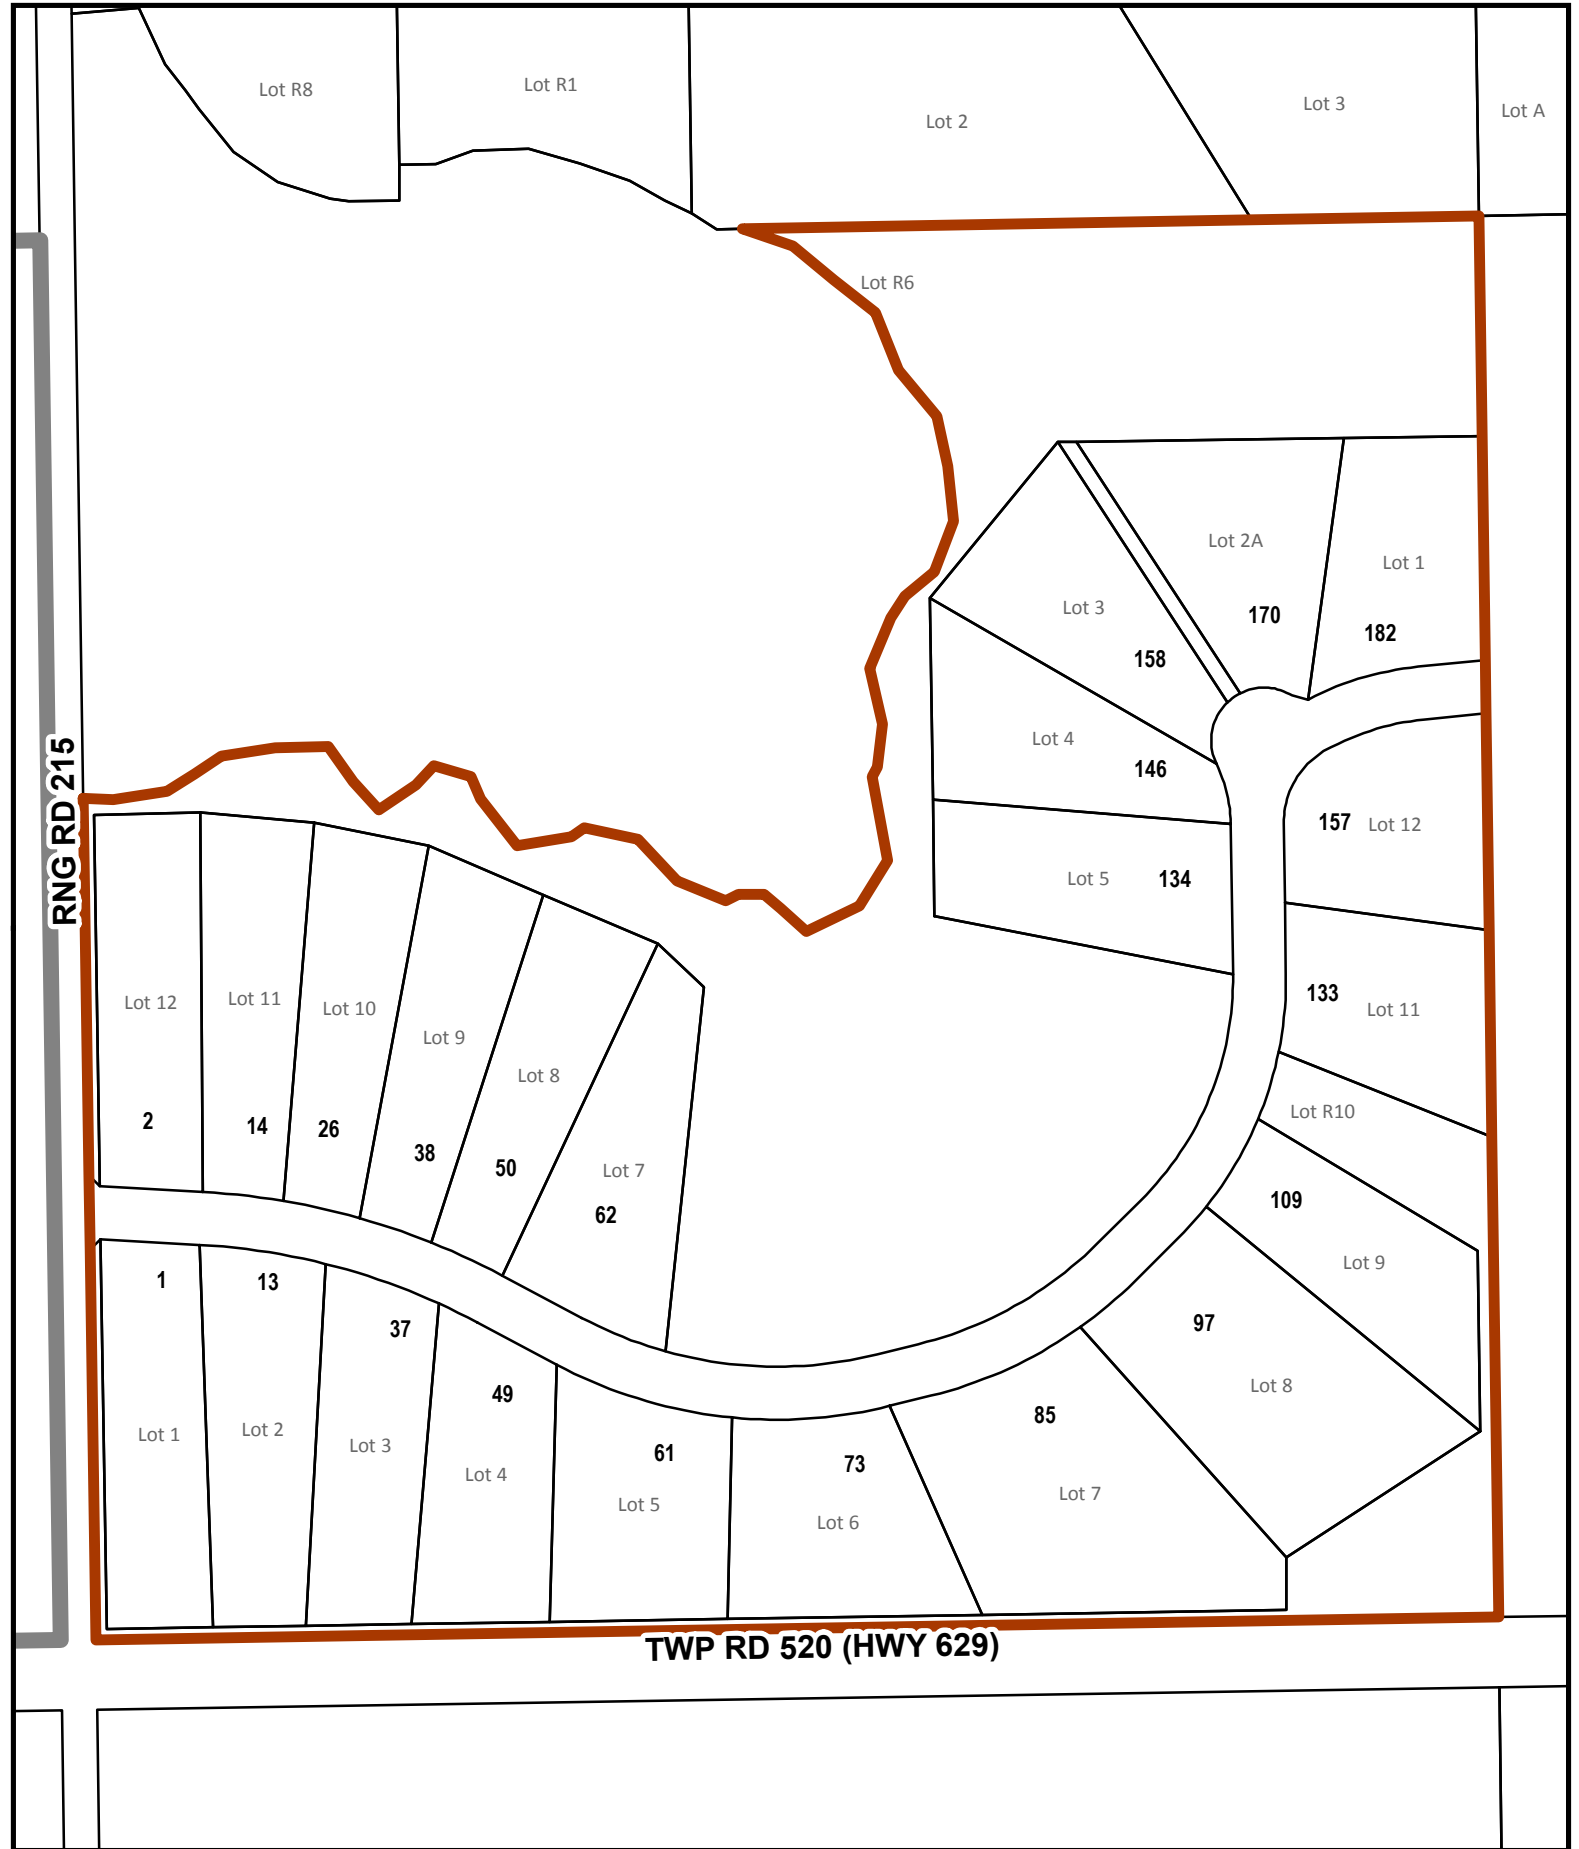 Lot R8
Lot R1
Lot 2
Lot 3
Lot A
Lot R6
Lot 2A
170
Lot 1
182
Lot 3
158
Lot 4
146
Lot 5
134
157
Lot 12
133
Lot 11
Lot R10
109
Lot 9
97
Lot 8
RNG RD 215
Lot 12
2
Lot 11
14
Lot 10
26
Lot 9
38
Lot 8
50
Lot 7
62
1
Lot 1
13
Lot 2
37
Lot 3
49
Lot 4
61
Lot 5
73
Lot 6
85
Lot 7
TWP RD 520 (HWY 629)